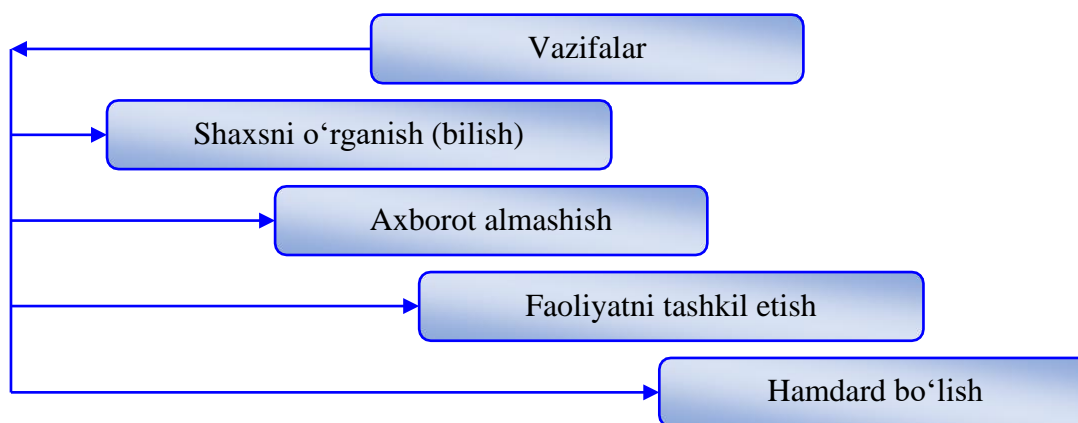 Vazifalar
Shaxsni o‘rganish (bilish)
Axborot almashish
Faoliyatni tashkil etish
Hamdard bo‘lish